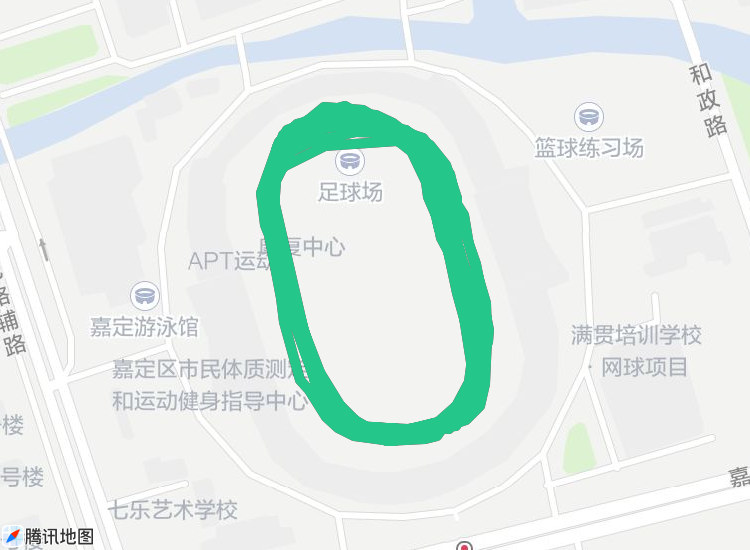 和政路
篮球练习场
足球场
康复中心
APT运动
嘉定游泳馆
路辅路
满贯培训学校
· 网球项目
嘉定区市民体质测定
和运动健身指导中心
楼
号楼
七乐艺术学校
嘉
腾讯地图